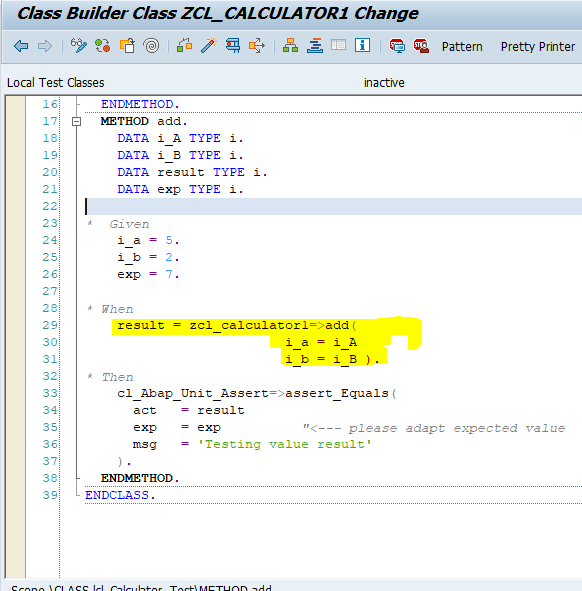 Class Builder Class ZCL_CALCULATOR1 Change
Pattern Pretty Printer
Local Test Classes inactive
16 ENDMETHOD.
17 METHOD add.
18 DATA i_A TYPE i.
19 DATA i_B TYPE i.
20 DATA result TYPE i.
21 DATA exp TYPE i.
22
23 * Given
24 i_a = 5.
25 i_b = 2.
26 exp = 7.
27
28 * When
29 result = zcl_calculator1=>add(
30 i_a = i_A
31 i_b = i_B ).
32 * Then
33 cl_Abap_Unit_Assert=>assert_Equals(
34 act = result
35 exp = exp "<--- please adapt expected value
36 msg = 'Testing value result'
37 ).
38 ENDMETHOD.
39 ENDCLASS.
Scope \CLASS lcl_Calculator_Test\METHOD add